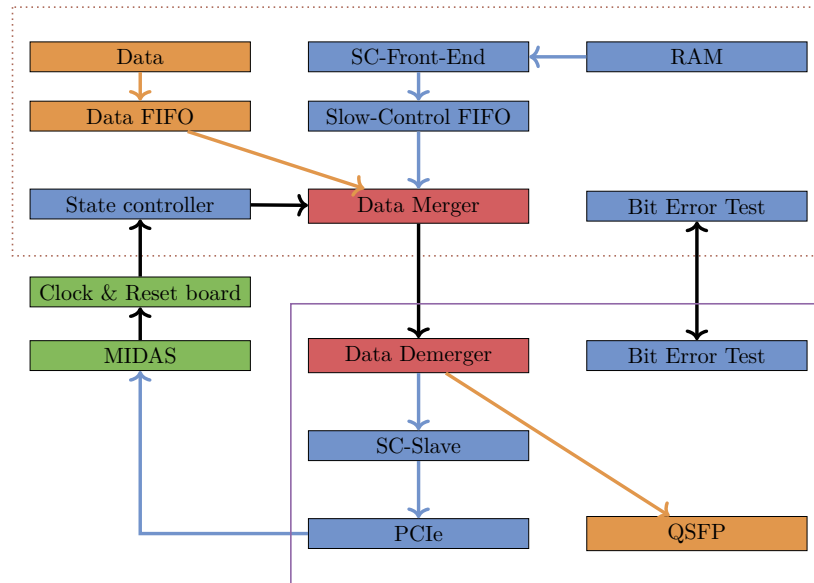 Data
SC-Front-End
RAM
Data FIFO
Slow-Control FIFO
State controller
Data Merger
Bit Error Test
Clock & Reset board
MIDAS
Data Demerger
Bit Error Test
SC-Slave
PCIe
QSFP